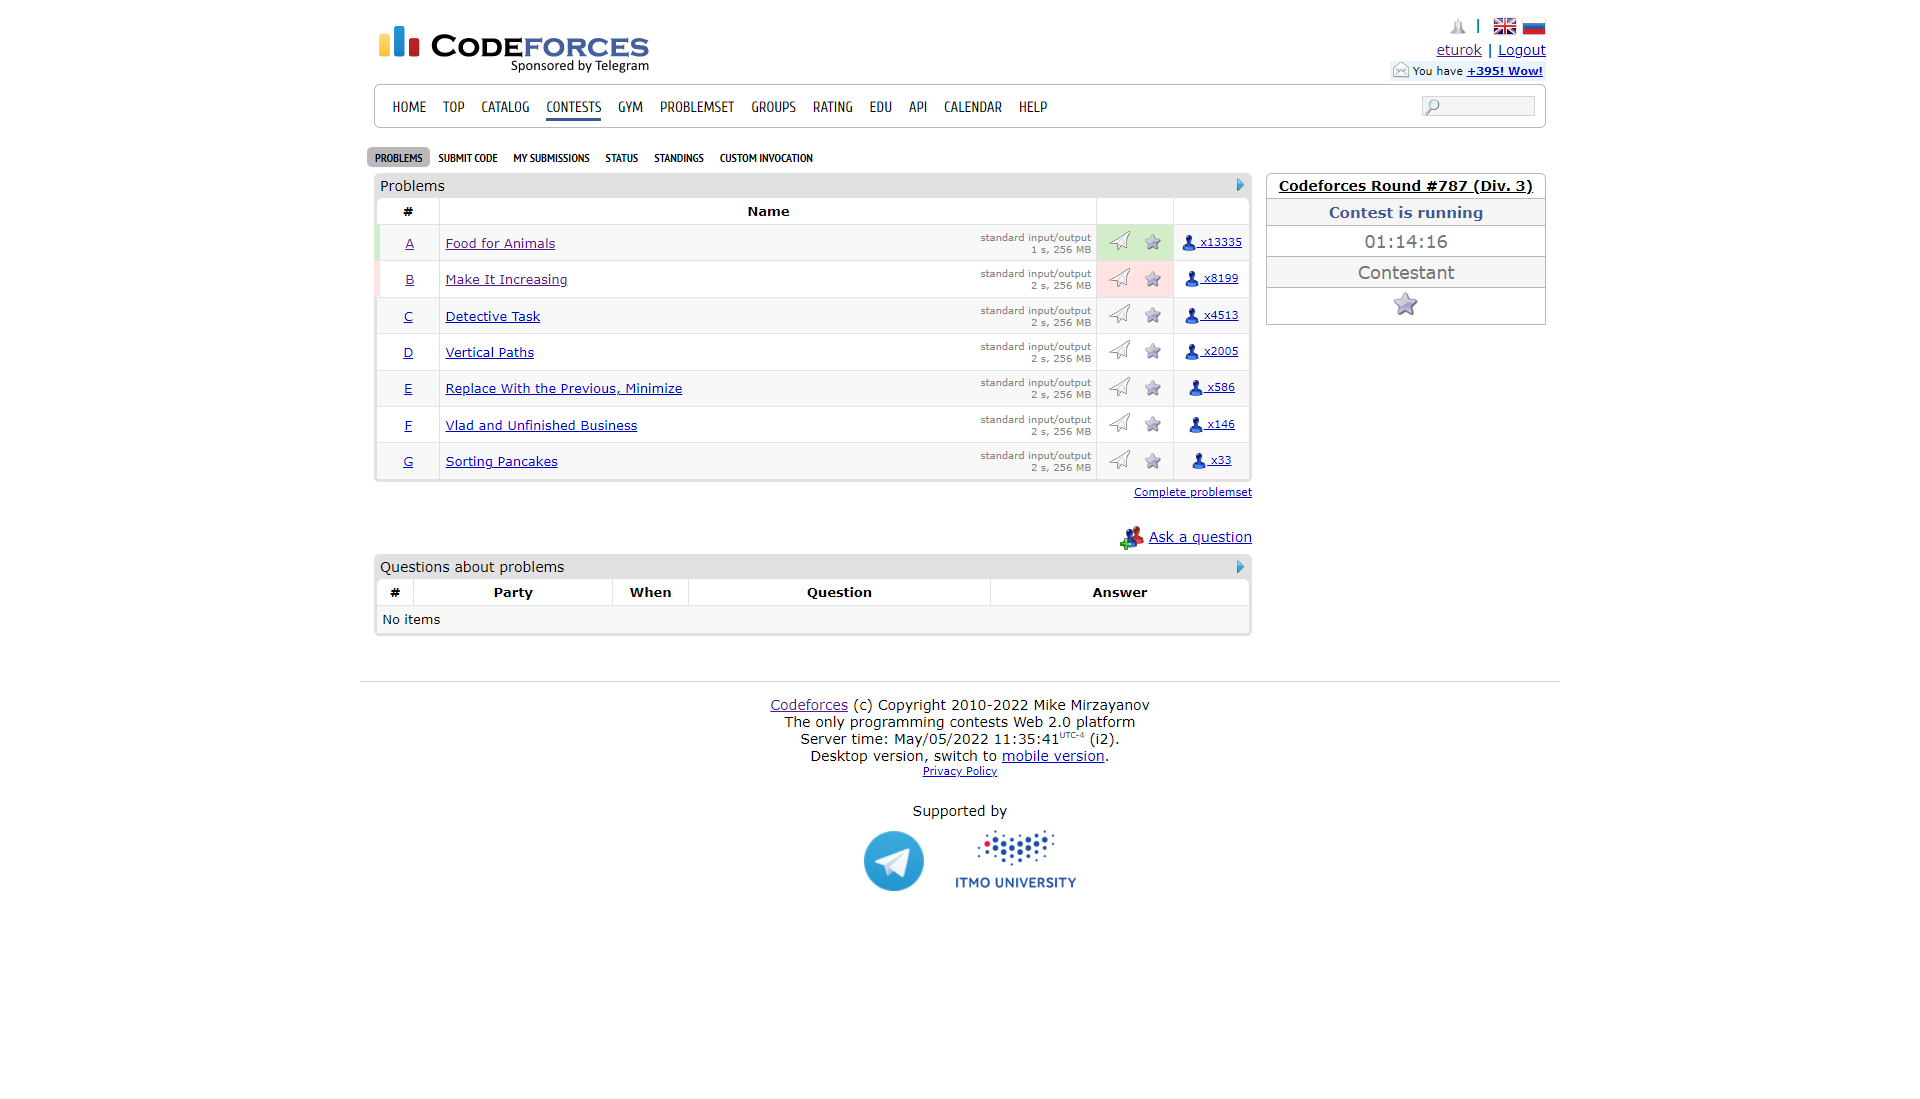 CODEFORCES
Sponsored by Telegram
|
eturok | Logout
You have +395! Wow!
HOME TOP CATALOG CONTESTS GYM PROBLEMSET GROUPS RATING EDU API CALENDAR HELP
PROBLEMS SUBMIT CODE MY SUBMISSIONS STATUS STANDINGS CUSTOM INVOCATION
Problems
# Name
A Food for Animals standard input/output
1 s, 256 MB x13335
B Make It Increasing standard input/output
2 s, 256 MB x8199
C Detective Task standard input/output
2 s, 256 MB x4513
D Vertical Paths standard input/output
2 s, 256 MB x2005
E Replace With the Previous, Minimize standard input/output
2 s, 256 MB x586
F Vlad and Unfinished Business standard input/output
2 s, 256 MB x146
G Sorting Pancakes standard input/output
2 s, 256 MB x33
Complete problemset
Codeforces Round #787 (Div. 3)
Contest is running
01:14:16
Contestant
Ask a question
Questions about problems
# Party When Question Answer
No items
Codeforces (c) Copyright 2010-2022 Mike Mirzayanov
The only programming contests Web 2.0 platform
Server time: May/05/2022 11:35:41 UTC-4 (i2).
Desktop version, switch to mobile version.
Privacy Policy
Supported by
ITMO UNIVERSITY